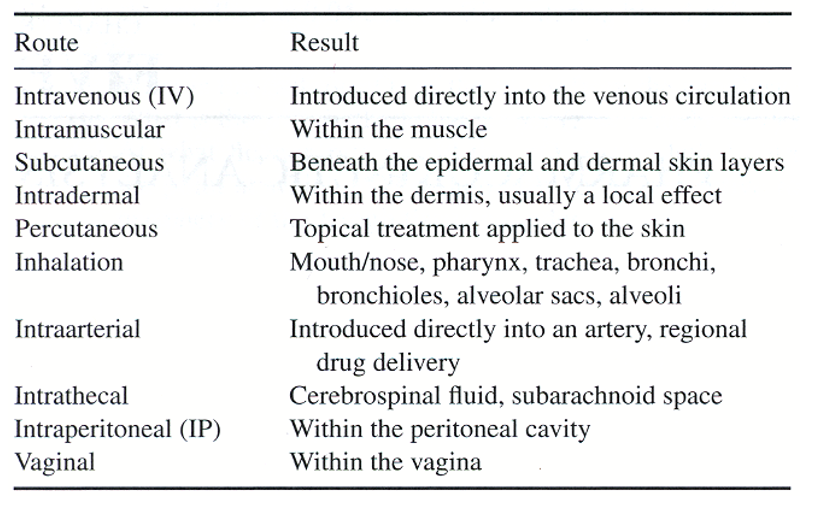 Route Result
Intravenous (IV) Introduced directly into the venous circulation
Intramuscular Within the muscle
Subcutaneous Beneath the epidermal and dermal skin layers
Intradermal Within the dermis, usually a local effect
Percutaneous Topical treatment applied to the skin
Inhalation Mouth/nose, pharynx, trachea, bronchi,
bronchioles, alveolar sacs, alveoli
Intraarterial Introduced directly into an artery, regional
drug delivery
Intrathecal Cerebrospinal fluid, subarachnoid space
Intraperitoneal (IP) Within the peritoneal cavity
Vaginal Within the vagina